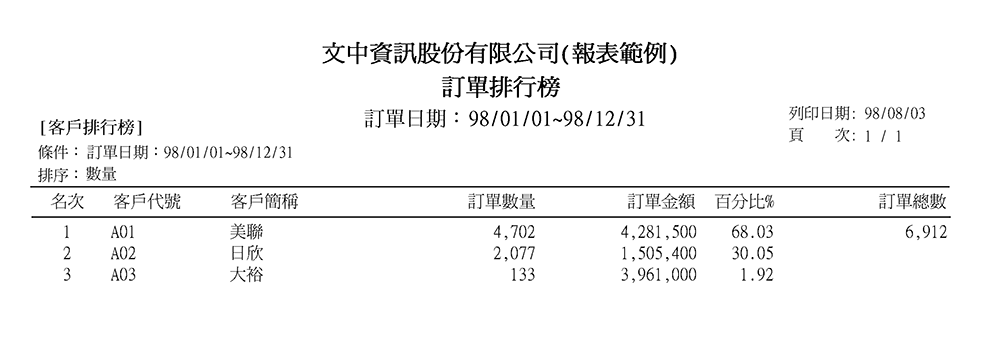 文中資訊股份有限公司(報表範例)
訂單排行榜
訂單日期：98/01/01~98/12/31
列印日期: 98/08/03
頁　　次: 1 / 1
[客戶排行榜]
條件：訂單日期：98/01/01~98/12/31
排序：數量
名次 客戶代號 客戶簡稱 訂單數量 訂單金額 百分比% 訂單總數
1 A01 美聯 4,702 4,281,500 68.03 6,912
2 A02 日欣 2,077 1,505,400 30.05
3 A03 大裕 133 3,961,000 1.92